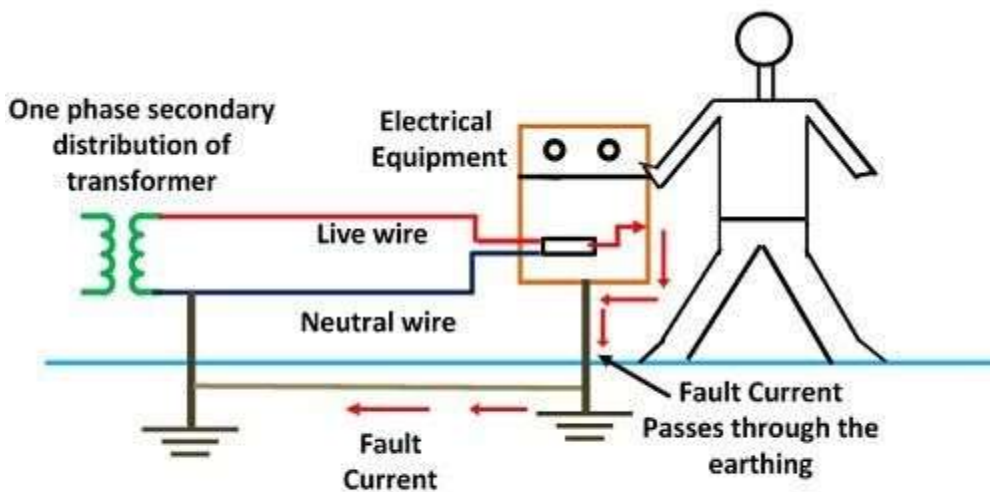 One phase secondary
distribution of
transformer
Electrical
Equipment
Live wire
Neutral wire
Fault
Current
Fault Current
Passes through the
earthing